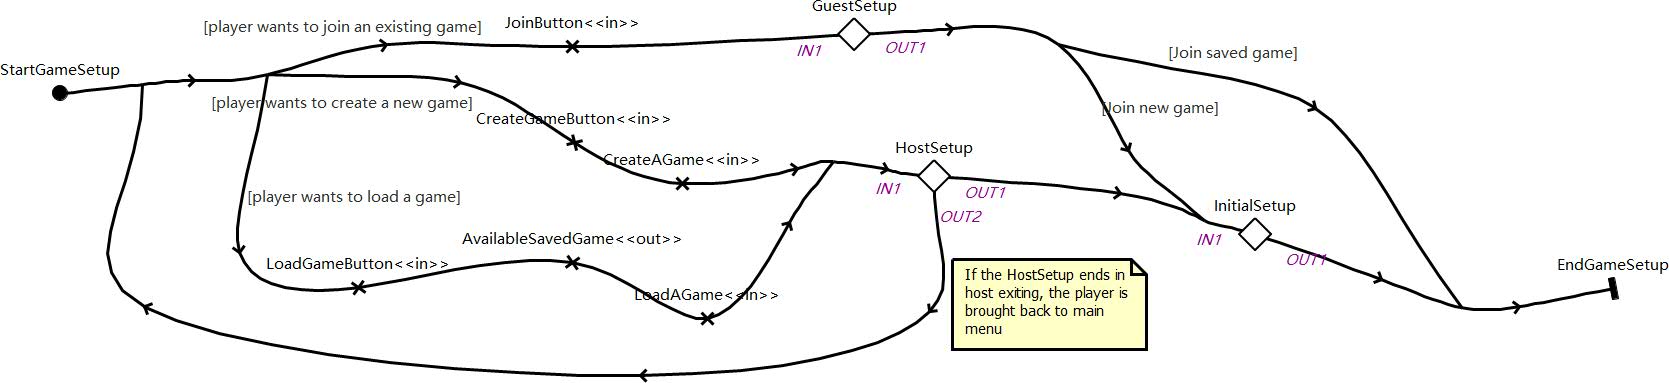 GuestSetup
JoinButton<<in>>
[player wants to join an existing game]
IN1
OUT1
[Join saved game]
StartGameSetup
[player wants to create a new game]
[Join new game]
CreateGameButton<<in>>
CreateAGame<<in>>
HostSetup
IN1
OUT1
[player wants to load a game]
OUT2
InitialSetup
AvailableSavedGame<<out>>
IN1
LoadGameButton<<in>>
OUT1
EndGameSetup
If the HostSetup ends in
host exiting, the player is
brought back to main
menu
LoadAGame<<in>>